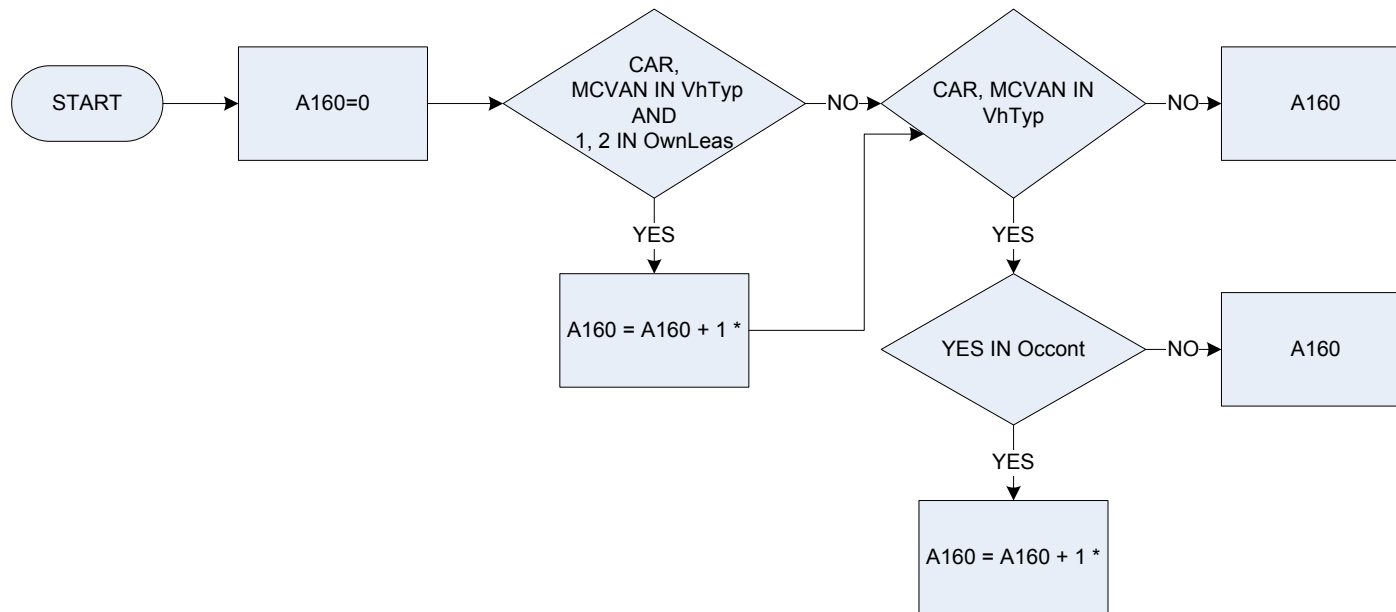 START
A160=0
CAR,
MCVAN IN VhTyp
AND
1, 2 IN OwnLeas
NO
CAR, MCVAN IN
VhTyp
NO
A160
YES
YES
A160 = A160 + 1 *
YES IN Occont
NO
A160
YES
A160 = A160 + 1 *